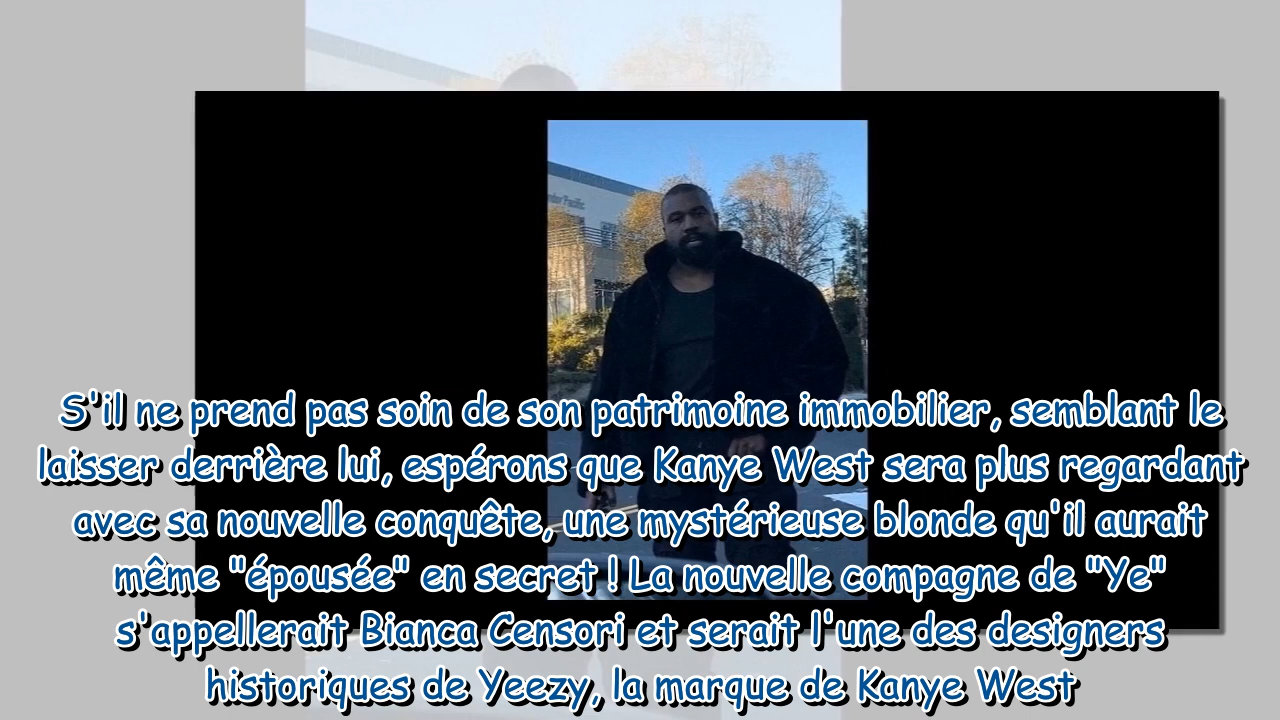 S'il ne prend pas soin de son patrimoine immobilier, semblant le
laisser derrière lui, espérons que Kanye West sera plus regardant
avec sa nouvelle conquête, une mystérieuse blonde qu'il aurait
même "épousée" en secret ! La nouvelle compagne de "Ye"
s'appellerait Bianca Censori et serait l'une des designers
historiques de Yeezy, la marque de Kanye West